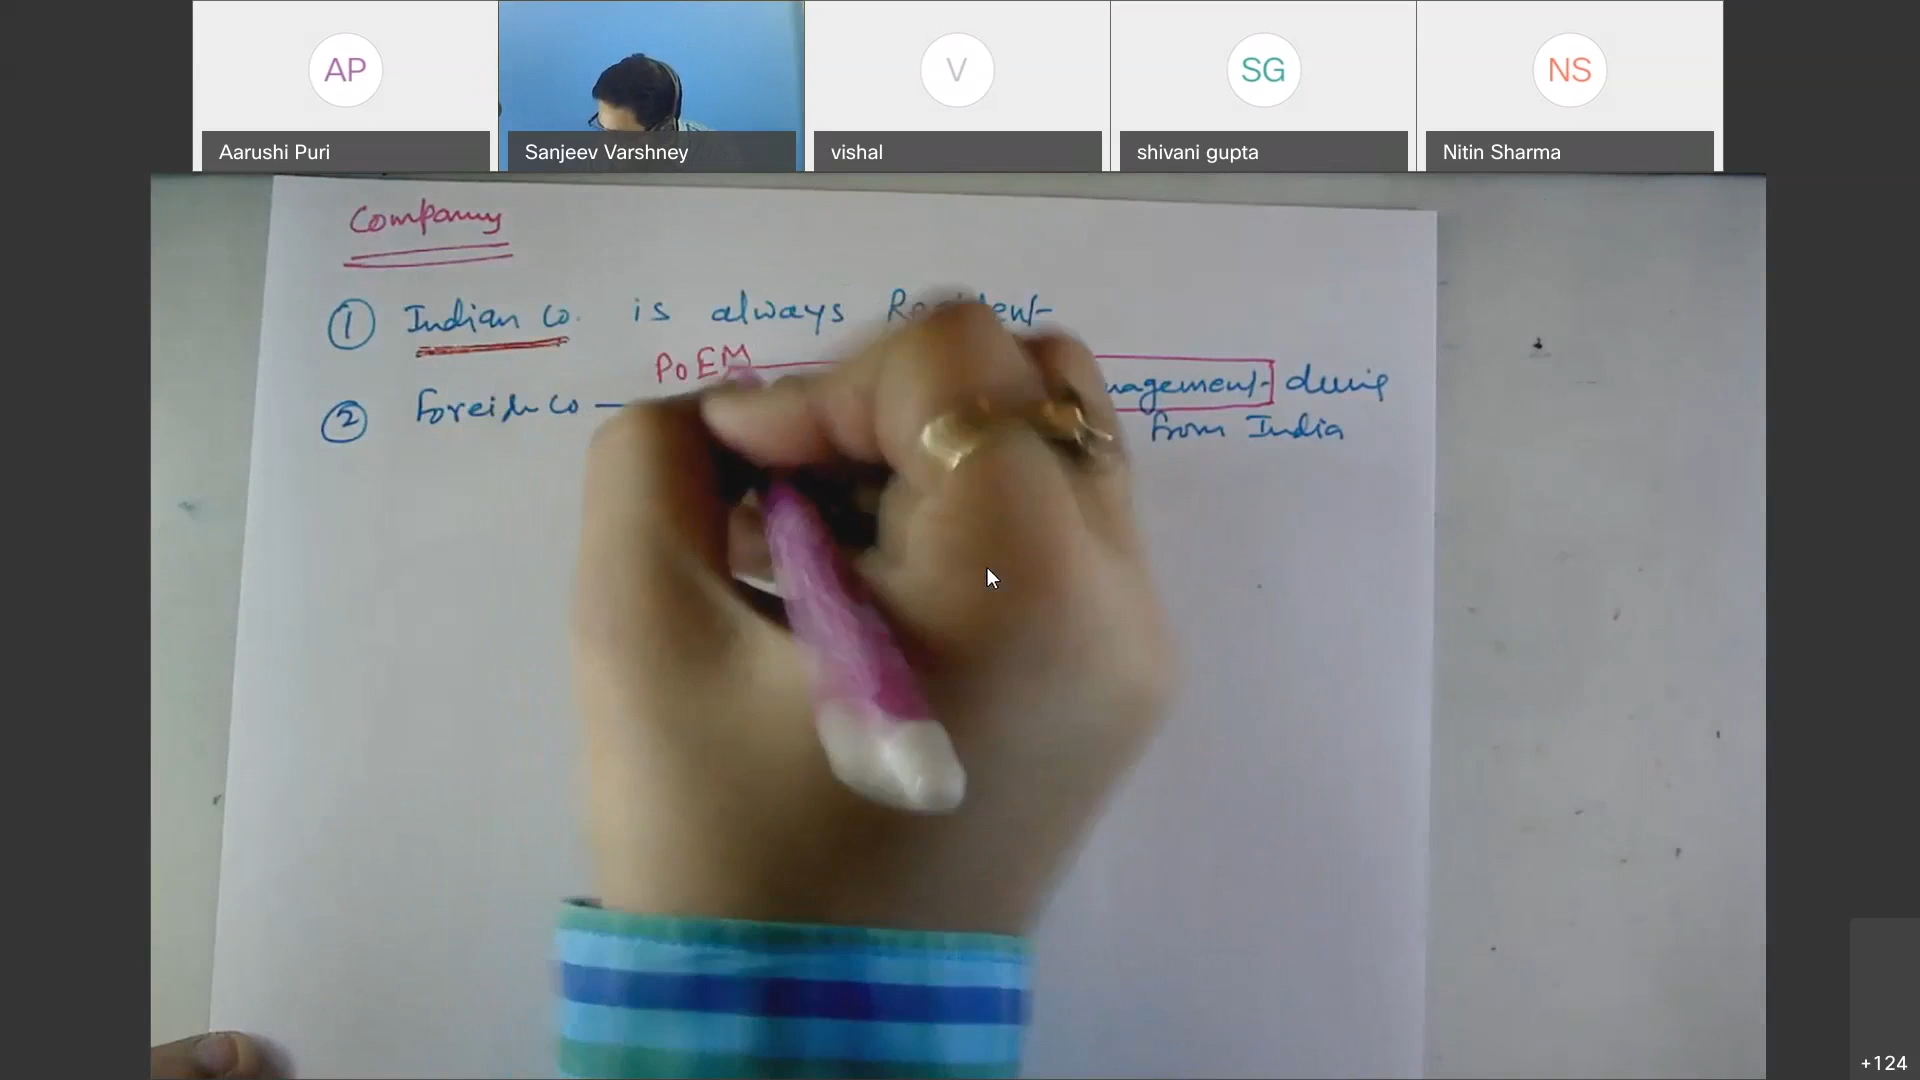 AP
V
SG
NS
Aarushi Puri
Sanjeev Varshney
vishal
shivani gupta
Nitin Sharma
Company
① Indian Co. is always
PoEM
② Foreign Co — during
from India
+124